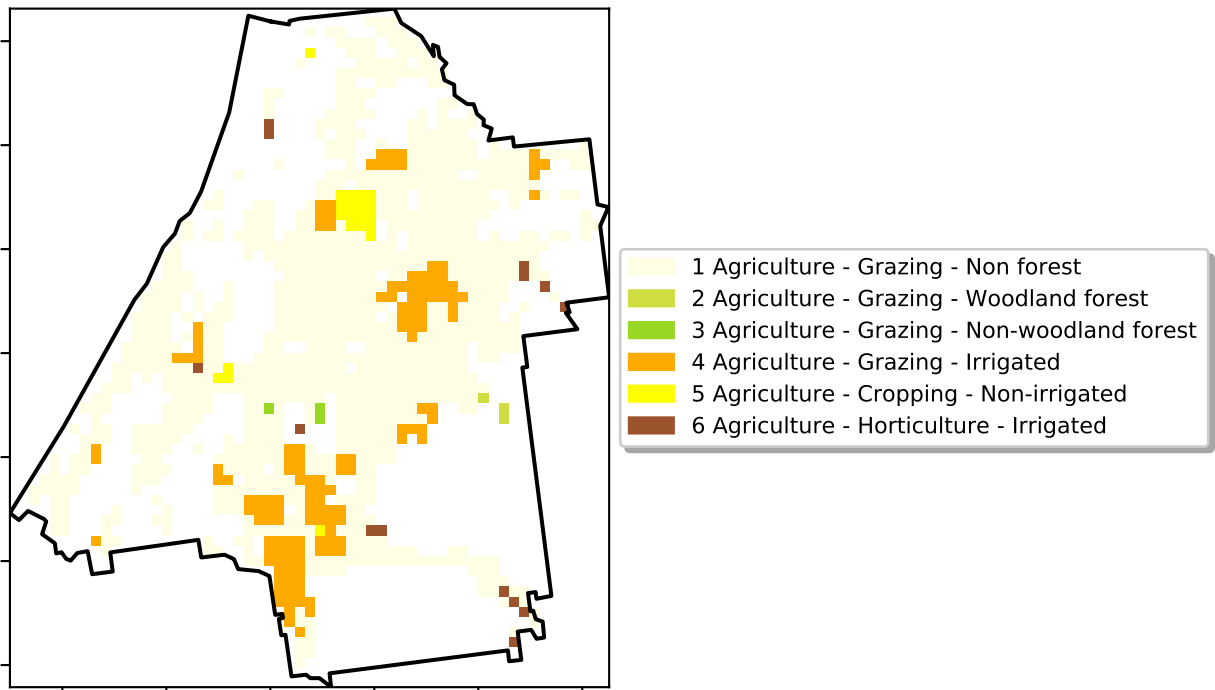 1 Agriculture - Grazing - Non forest
2 Agriculture - Grazing - Woodland forest
3 Agriculture - Grazing - Non-woodland forest
4 Agriculture - Grazing - Irrigated
5 Agriculture - Cropping - Non-irrigated
6 Agriculture - Horticulture - Irrigated